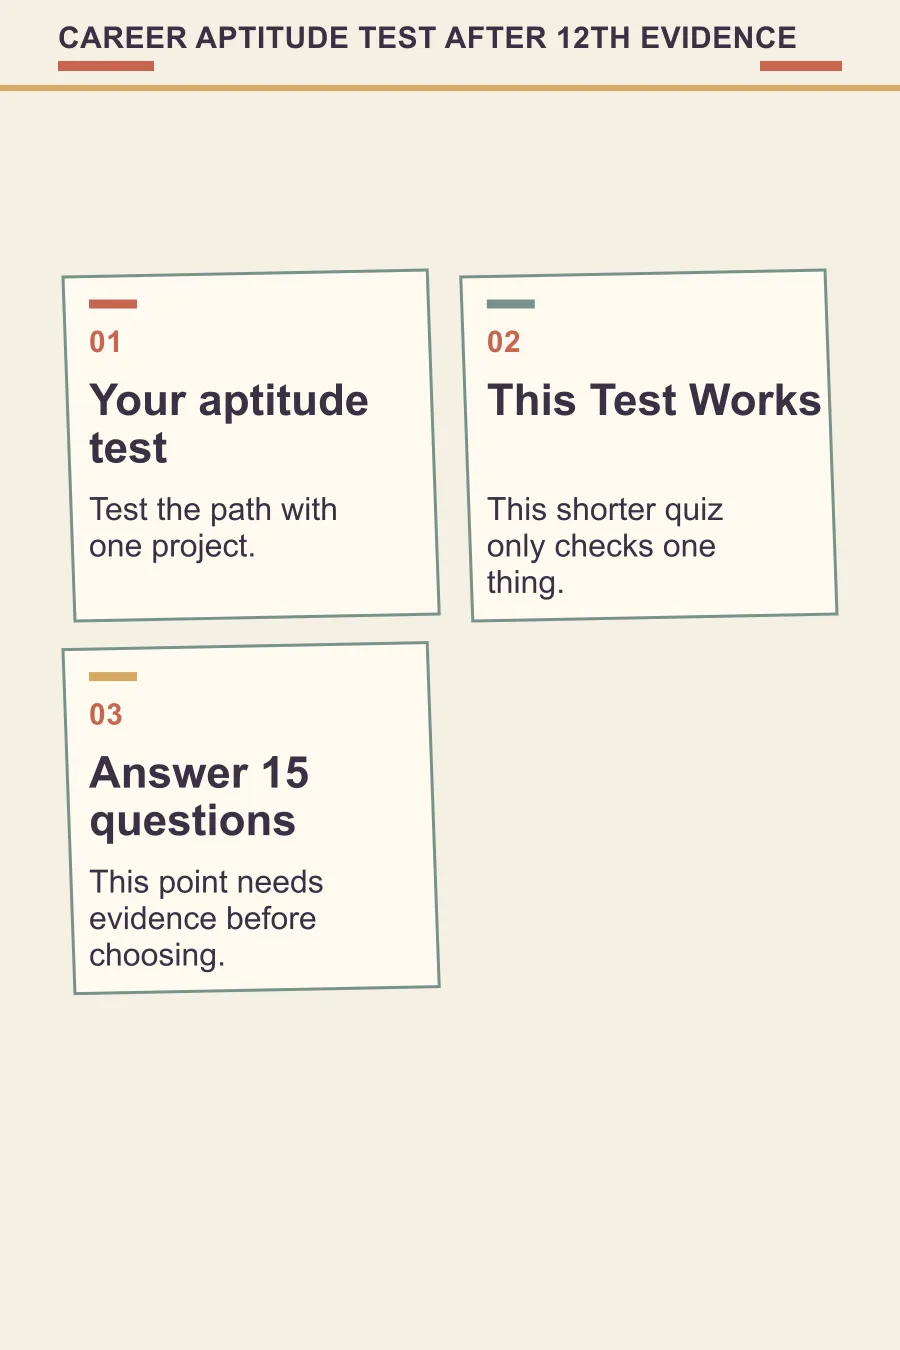 CAREER APTITUDE TEST AFTER 12TH EVIDENCE
01
Your aptitude
test
Test the path with
one project.
02
This Test Works
This shorter quiz
only checks one
thing.
03
Answer 15
questions
This point needs
evidence before
choosing.